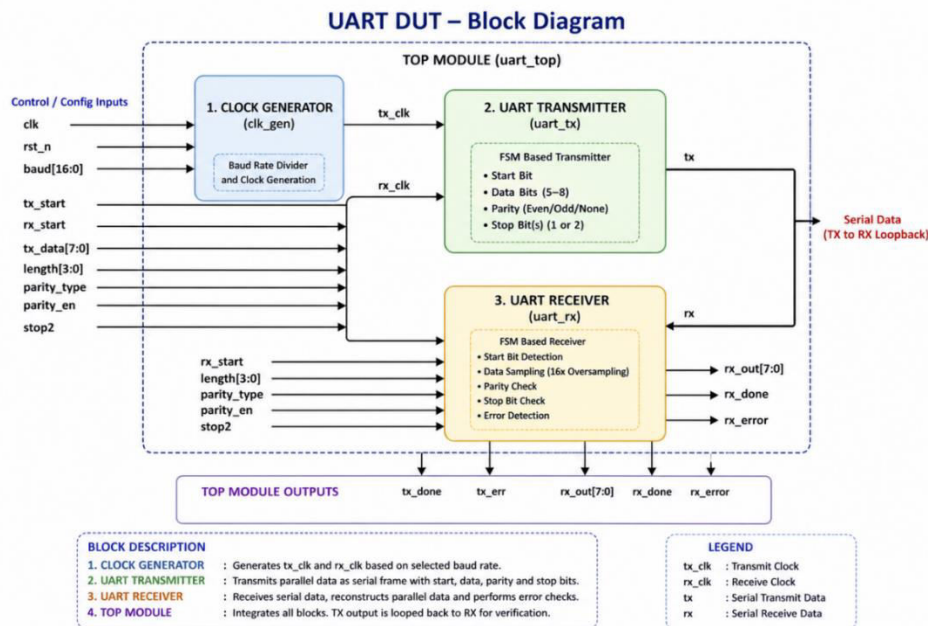 UART DUT – Block Diagram
TOP MODULE (uart_top)
Control / Config Inputs
clk
rst_n
baud[16:0]
tx_start
rx_start
tx_data[7:0]
length[3:0]
parity_type
parity_en
stop2
1. CLOCK GENERATOR
(clk_gen)
Baud Rate Divider
and Clock Generation
tx_clk
rx_clk
2. UART TRANSMITTER
(uart_tx)
FSM Based Transmitter
• Start Bit
• Data Bits (5–8)
• Parity (Even/Odd/None)
• Stop Bit(s) (1 or 2)
tx
Serial Data
(TX to RX Loopback)
rx
3. UART RECEIVER
(uart_rx)
FSM Based Receiver
• Start Bit Detection
• Data Sampling (16x Oversampling)
• Parity Check
• Stop Bit Check
• Error Detection
rx_start
length[3:0]
parity_type
parity_en
stop2
rx_out[7:0]
rx_done
rx_error
TOP MODULE OUTPUTS
tx_done tx_err rx_out[7:0] rx_done rx_error
BLOCK DESCRIPTION
1. CLOCK GENERATOR : Generates tx_clk and rx_clk based on selected baud rate.
2. UART TRANSMITTER : Transmits parallel data as serial frame with start, data, parity and stop bits.
3. UART RECEIVER : Receives serial data, reconstructs parallel data and performs error checks.
4. TOP MODULE : Integrates all blocks. TX output is looped back to RX for verification.
LEGEND
tx_clk : Transmit Clock
rx_clk : Receive Clock
tx : Serial Transmit Data
rx : Serial Receive Data